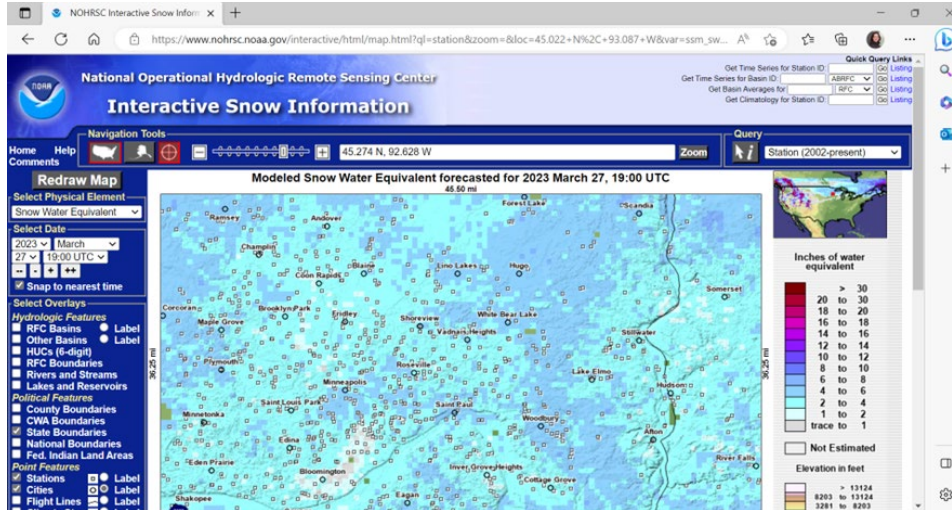 NOHRSC Interactive Snow Inform
https://www.nohrsc.noaa.gov/interactive/html/map.html?ql=station&zoom=&loc=45.022+N%2C+93.087+W&var=ssm_sw...
NOAA
National Operational Hydrologic Remote Sensing Center
Interactive Snow Information
Quick Query Links
Get Time Series for Station ID: Go Listing
Get Time Series for Basin ID: ABRFC Go Listing
Get Basin Averages for: RFC Go Listing
Get Climatology for Station ID: Go Listing
Home Help
Comments
Navigation Tools
45.274 N, 92.628 W
Zoom
Query
Station (2002-present)
Redraw Map
Select Physical Element
Snow Water Equivalent
Select Date
2023 March
27 19:00 UTC
-- - + ++
Snap to nearest time
Select Overlays
Hydrologic Features
RFC Basins Label
Other Basins Label
HUCs (6-digit)
RFC Boundaries
Rivers and Streams
Lakes and Reservoirs
Political Features
County Boundaries
CWA Boundaries
State Boundaries
National Boundaries
Fed. Indian Land Areas
Point Features
Stations Label
Cities Label
Flight Lines Label
Modeled Snow Water Equivalent forecasted for 2023 March 27, 19:00 UTC
45.50 mi
36.25 mi
36.25 mi
Forest Lake
Scandia
Ramsey
Andover
Champlin
Blaine
Lino Lakes
Hugo
Coon Rapids
Somerset
Corcoran
Brooklyn Park
Fridley
Maple Grove
Shoreview
White Bear Lake
Vadnais Heights
Stillwater
Plymouth
Roseville
Lake Elmo
Minneapolis
Hudson
Saint Louis Park
Saint Paul
Minnetonka
Woodbury
Edina
Afton
Eden Prairie
Bloomington
Inver Grove Heights
River Falls
Cottage Grove
Shakopee
Eagan
Inches of water
equivalent
> 30
20 to 30
18 to 20
16 to 18
14 to 16
12 to 14
10 to 12
8 to 10
6 to 8
4 to 6
2 to 4
1 to 2
trace to 1
Not Estimated
Elevation in feet
> 13124
8203 to 13124
3281 to 8203